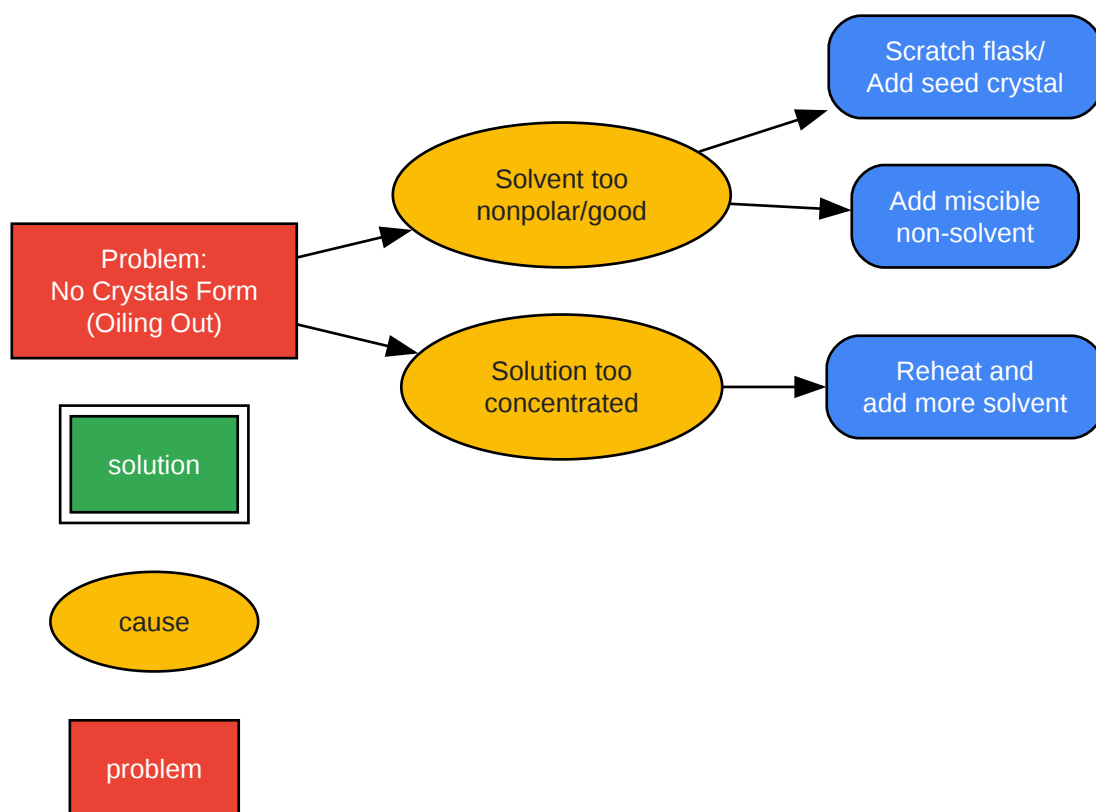 Scratch flask/
Add seed crystal
Solvent too
nonpolar/good
Add miscible
non-solvent
Problem:
No Crystals Form
(Oiling Out)
Solution too
concentrated
Reheat and
add more solvent
solution
cause
problem